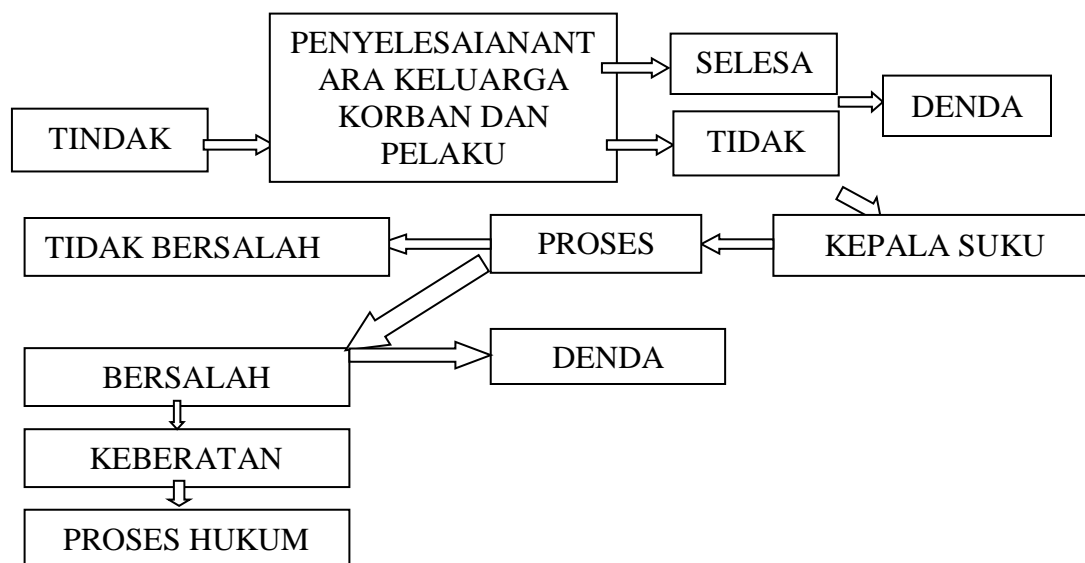 TINDAK
PENYELESAIANANT
ARA KELUARGA
KORBAN DAN
PELAKU
SELESA
TIDAK
DENDA
TIDAK BERSALAH
PROSES
KEPALA SUKU
BERSALAH
DENDA
KEBERATAN
PROSES HUKUM